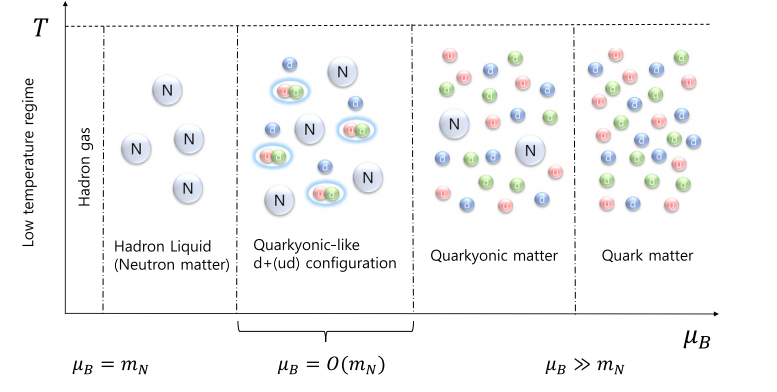 T
Low temperature regime
Hadron gas
N
N
N
N
Hadron Liquid
(Neutron matter)
d
N
u d
d
d
N
u d
u d
d
N
u d
N
Quarkyonic-like
d+(ud) configuration
u
d
u
d
u
d
d
N
u
d
d
d
d
d
N
u
d
d
u
d
u
d
Quarkyonic matter
u
d
d
u
d
u
d
d
u
d
d
d
u
u
d
d
d
d
d
d
u
d
d
d
u
d
u
Quark matter
μ_B
μ_B = m_N
μ_B = O(m_N)
μ_B ≫ m_N